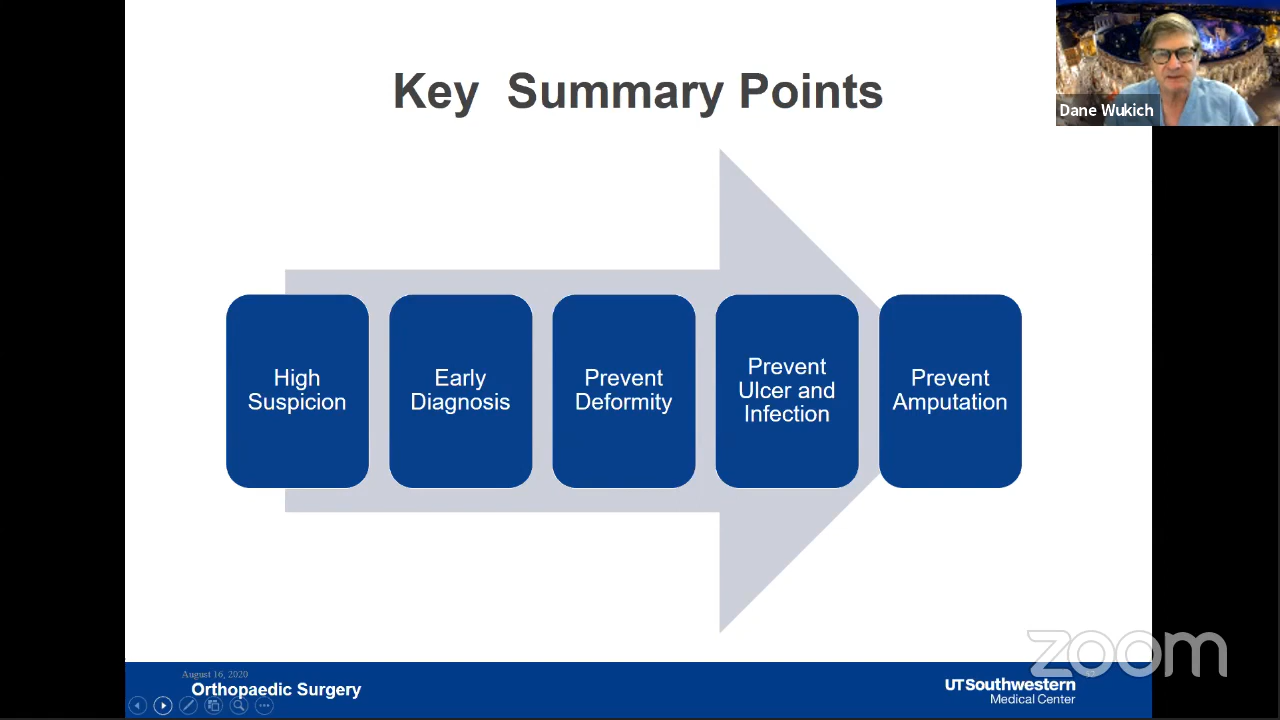 Key Summary Points
Dane Wukich
High
Suspicion
Early
Diagnosis
Prevent
Deformity
Prevent
Ulcer and
Infection
Prevent
Amputation
zoom
August 16, 2020
Orthopaedic Surgery
UTSouthwestern
Medical Center